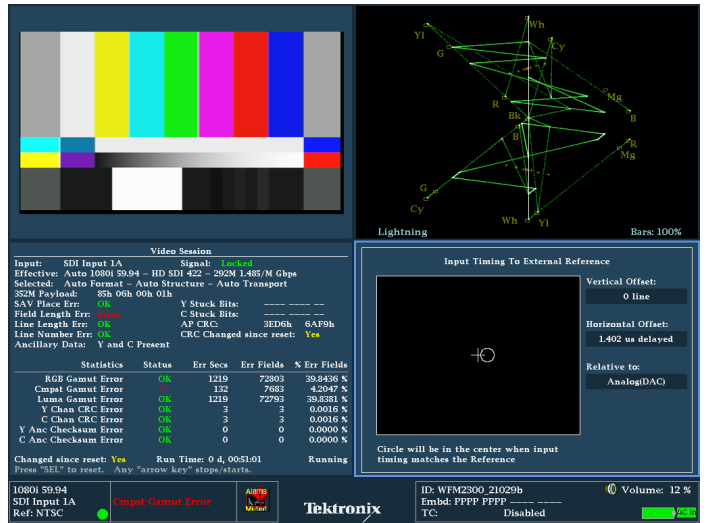 Wh
Yl
Cy
G
Mg
R
B
Bk
B
R
Mg
G
Cy
Wh
Yl
Lightning
Bars: 100%
Video Session
Input: SDI Input 1A Signal: Locked
Effective: Auto 1080i 59.94 – HD SDI 422 – 292M 1.485/M Gbps
Selected: Auto Format – Auto Structure – Auto Transport
352M Payload: 85h 06h 00h 01h
SAV Place Err: OK Y Stuck Bits: –––– –––– ––
Field Length Err: Error C Stuck Bits: –––– –––– ––
Line Length Err: OK AP CRC: 3ED6h 6AF9h
Line Number Err: OK CRC Changed since reset: Yes
Ancillary Data: Y and C Present
Statistics Status Err Secs Err Fields % Err Fields
RGB Gamut Error OK 1219 72803 39.8436 %
Cmpst Gamut Error C 132 7683 4.2047 %
Luma Gamut Error OK 1219 72793 39.8381 %
Y Chan CRC Error OK 3 3 0.0016 %
C Chan CRC Error OK 3 3 0.0016 %
Y Anc Checksum Error OK 0 0 0.0000 %
C Anc Checksum Error OK 0 0 0.0000 %
Changed since reset: Yes Run Time: 0 d, 00:51:01 Running
Press "SEL" to reset. Any "arrow key" stops/starts.
Input Timing To External Reference
Vertical Offset:
0 line
Horizontal Offset:
1.402 us delayed
Relative to:
Analog(DAC)
Circle will be in the center when input
timing matches the Reference
1080i 59.94
SDI Input 1A
Ref: NTSC
Cmpst Gamut Error
Alarms
Muted
Tektronix
ID: WFM2300_21029b
Embd: PPPP PPPP –––– ––––
TC: Disabled
Volume: 12 %
AC In